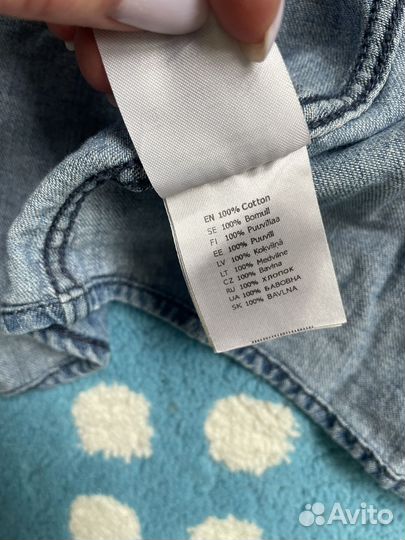 EN 100% Cotton
SE 100% Bomull
FI 100% Puuvillaa
EE 100% Puuvill
LV 100% Kokvilna
LT 100% Medvilnė
CZ 100% Bavlna
RU 100% ХЛОПОК
UA 100% БАВОВНА
SK 100% BAVLNA
Avito